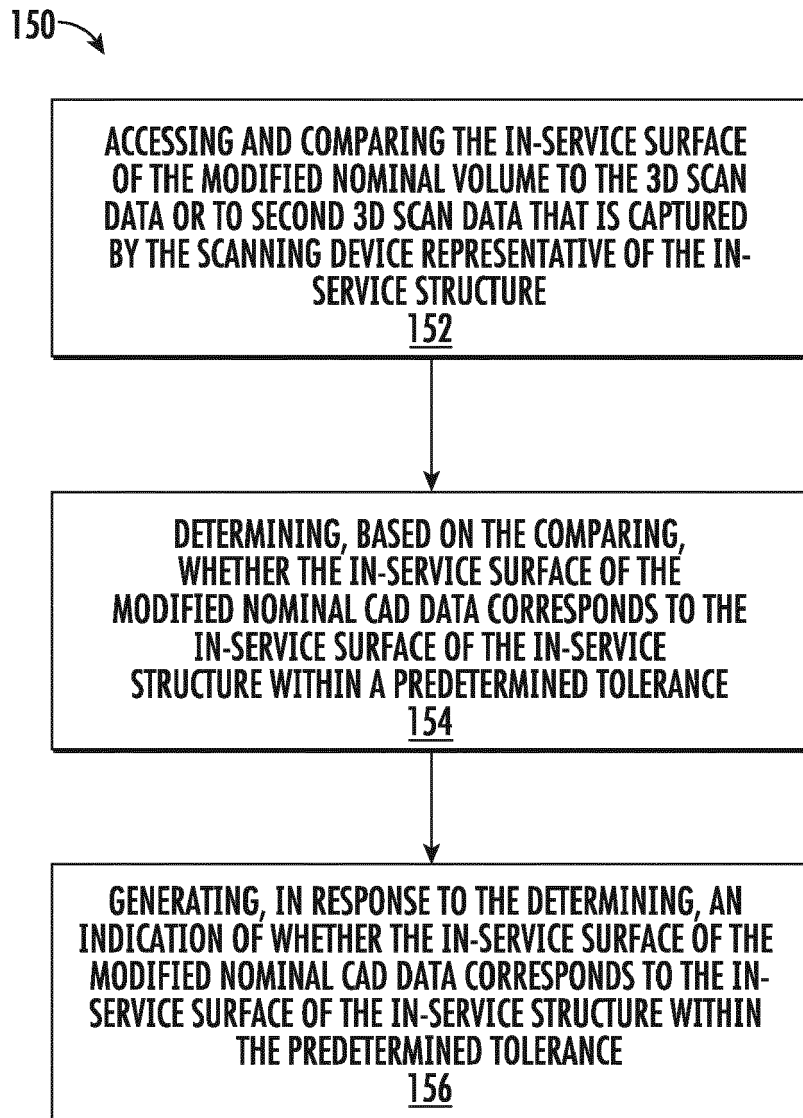 150
ACCESSING AND COMPARING THE IN-SERVICE SURFACE
OF THE MODIFIED NOMINAL VOLUME TO THE 3D SCAN
DATA OR TO SECOND 3D SCAN DATA THAT IS CAPTURED
BY THE SCANNING DEVICE REPRESENTATIVE OF THE IN-
SERVICE STRUCTURE
152
DETERMINING, BASED ON THE COMPARING,
WHETHER THE IN-SERVICE SURFACE OF THE
MODIFIED NOMINAL CAD DATA CORRESPONDS TO THE
IN-SERVICE SURFACE OF THE IN-SERVICE
STRUCTURE WITHIN A PREDETERMINED TOLERANCE
154
GENERATING, IN RESPONSE TO THE DETERMINING, AN
INDICATION OF WHETHER THE IN-SERVICE SURFACE OF THE
MODIFIED NOMINAL CAD DATA CORRESPONDS TO THE IN-
SERVICE SURFACE OF THE IN-SERVICE STRUCTURE WITHIN
THE PREDETERMINED TOLERANCE
156